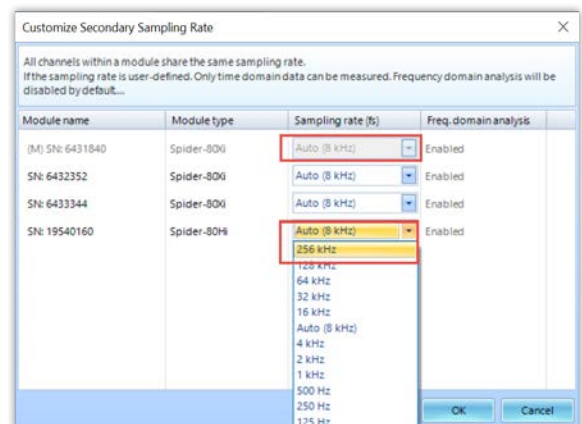 Customize Secondary Sampling Rate
All channels within a module share the same sampling rate.
If the sampling rate is user-defined. Only time domain data can be measured. Frequency domain analysis will be
disabled by default,...
Module name Module type Sampling rate (fs) Freq. domain analysis
(M) SN: 6431840 Spider-80Xi Auto (8 kHz) Enabled
SN: 6432352 Spider-80Xi Auto (8 kHz) Enabled
SN: 6433344 Spider-80Xi Auto (8 kHz) Enabled
SN: 19540160 Spider-80Hi Auto (8 kHz) Enabled
256 kHz
128 kHz
64 kHz
32 kHz
16 kHz
Auto (8 kHz)
4 kHz
2 kHz
1 kHz
500 Hz
250 Hz
125 Hz
OK Cancel